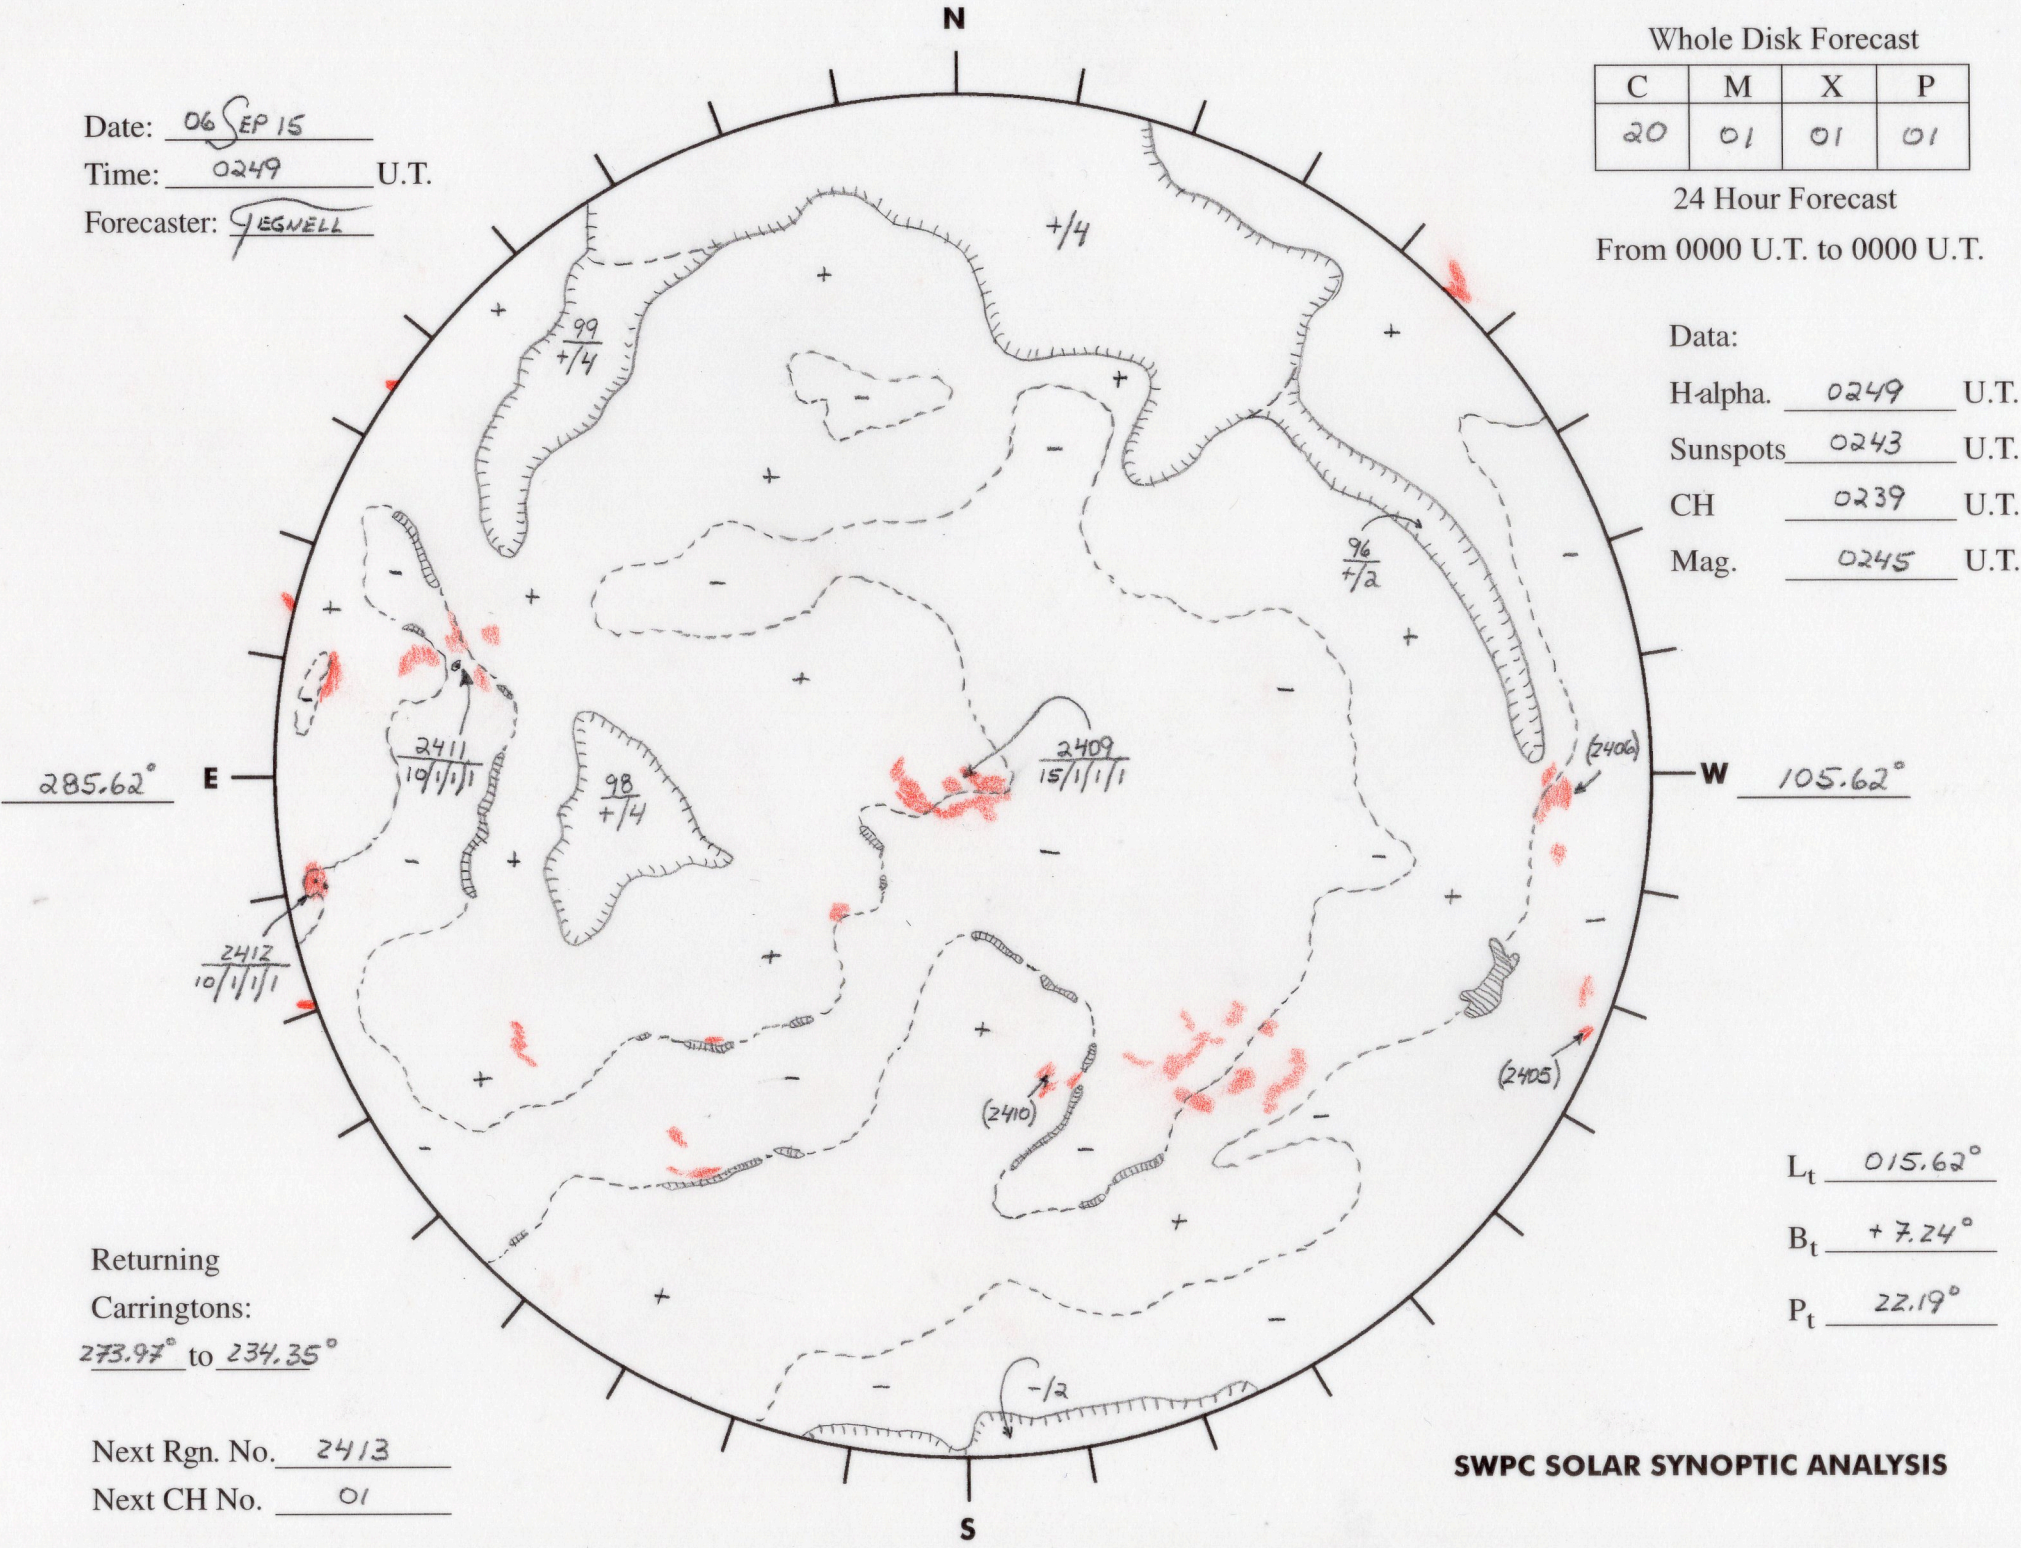 N
Date: 06 SEP 15
Time: 0249 U.T.
Forecaster: TEGNELL
Whole Disk Forecast
C M X P
20 01 01 01
24 Hour Forecast
From 0000 U.T. to 0000 U.T.
Data:
H-alpha. 0249 U.T.
Sunspots 0243 U.T.
CH 0239 U.T.
Mag. 0245 U.T.
+/4
+
+
99
+/4
+
-
+
-
+
96
+/2
-
-
+
-
+
+
+
-
2411
10/1/1/1
2409
15/1/1/1
(2406)
285.62° E
W 105.62°
98
+/4
-
+
-
-
+
-
2412
10/1/1/1
+
+
(2405)
+
-
(2410)
-
-
-
+
+
-
-
-/2
Lt 015.62°
Bt +7.24°
Pt 22.19°
Returning
Carringtons:
273.97° to 234.35°
Next Rgn. No. 2413
Next CH No. 01
SWPC SOLAR SYNOPTIC ANALYSIS
S